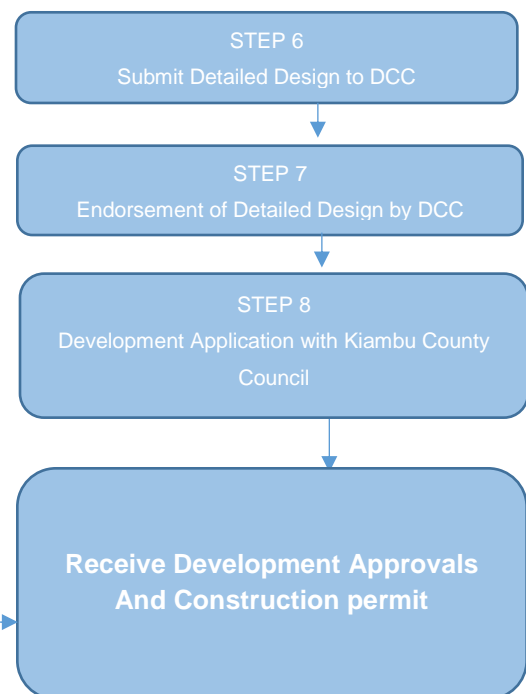 STEP 6
Submit Detailed Design to DCC
STEP 7
Endorsement of Detailed Design by DCC
STEP 8
Development Application with Kiambu County
Council
Receive Development Approvals
And Construction permit